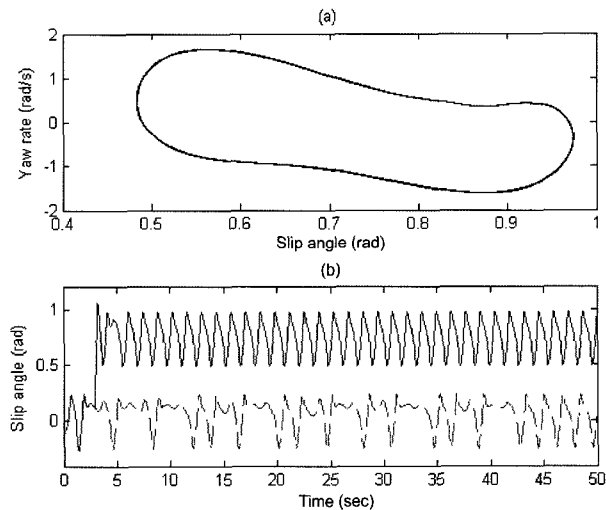 (a)
2
1
0
-1
-2
Yaw rate (rad/s)
0.4 0.5 0.6 0.7 0.8 0.9 1
Slip angle (rad)
(b)
1
0.5
0
Slip angle (rad)
0 5 10 15 20 25 30 35 40 45 50
Time (sec)